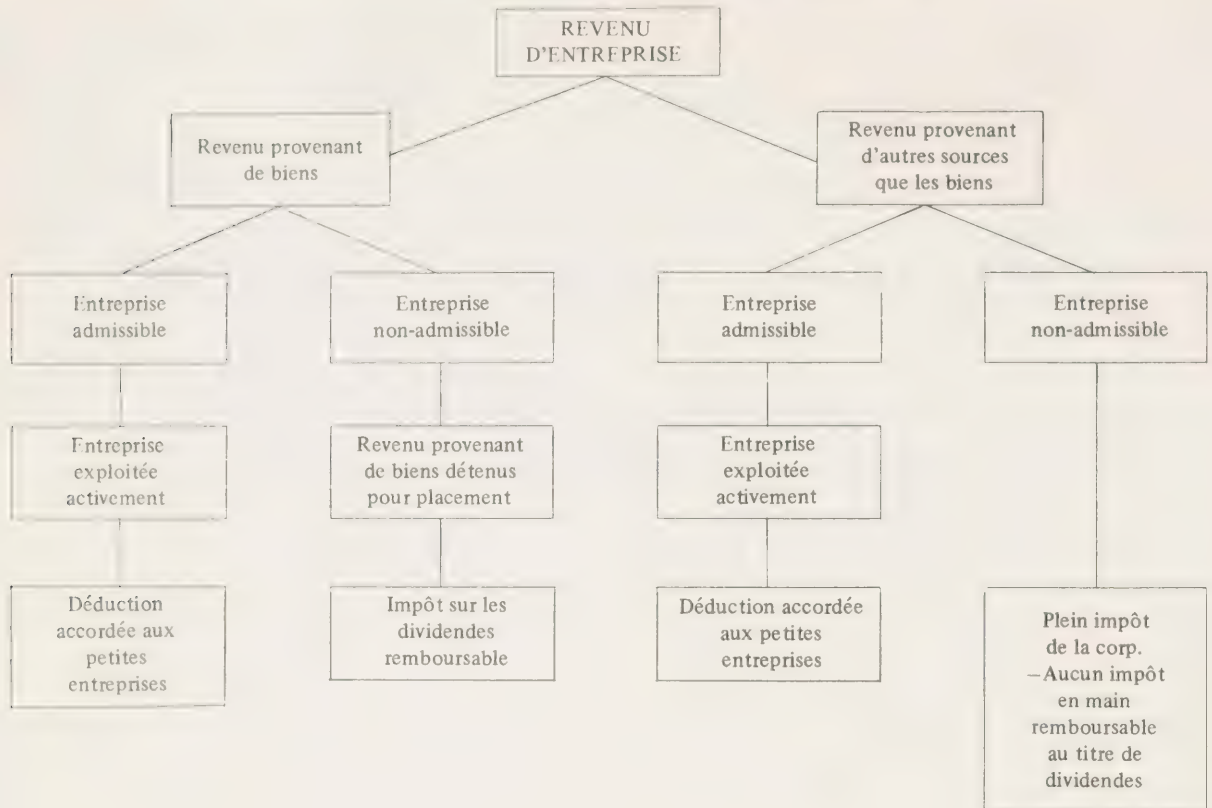 REVENU
D'ENTREPRISE
Revenu provenant
de biens
Revenu provenant
d'autres sources
que les biens
Entreprise
admissible
Entreprise
non-admissible
Entreprise
admissible
Entreprise
non-admissible
Entreprise
exploitée
activement
Revenu provenant
de biens détenus
pour placement
Entreprise
exploitée
activement
Déduction
accordée aux
petites
entreprises
Impôt sur les
dividendes
remboursable
Déduction accordée
aux petites
entreprises
Plein impôt
de la corp.
—Aucun impôt
en main
remboursable
au titre de
dividendes